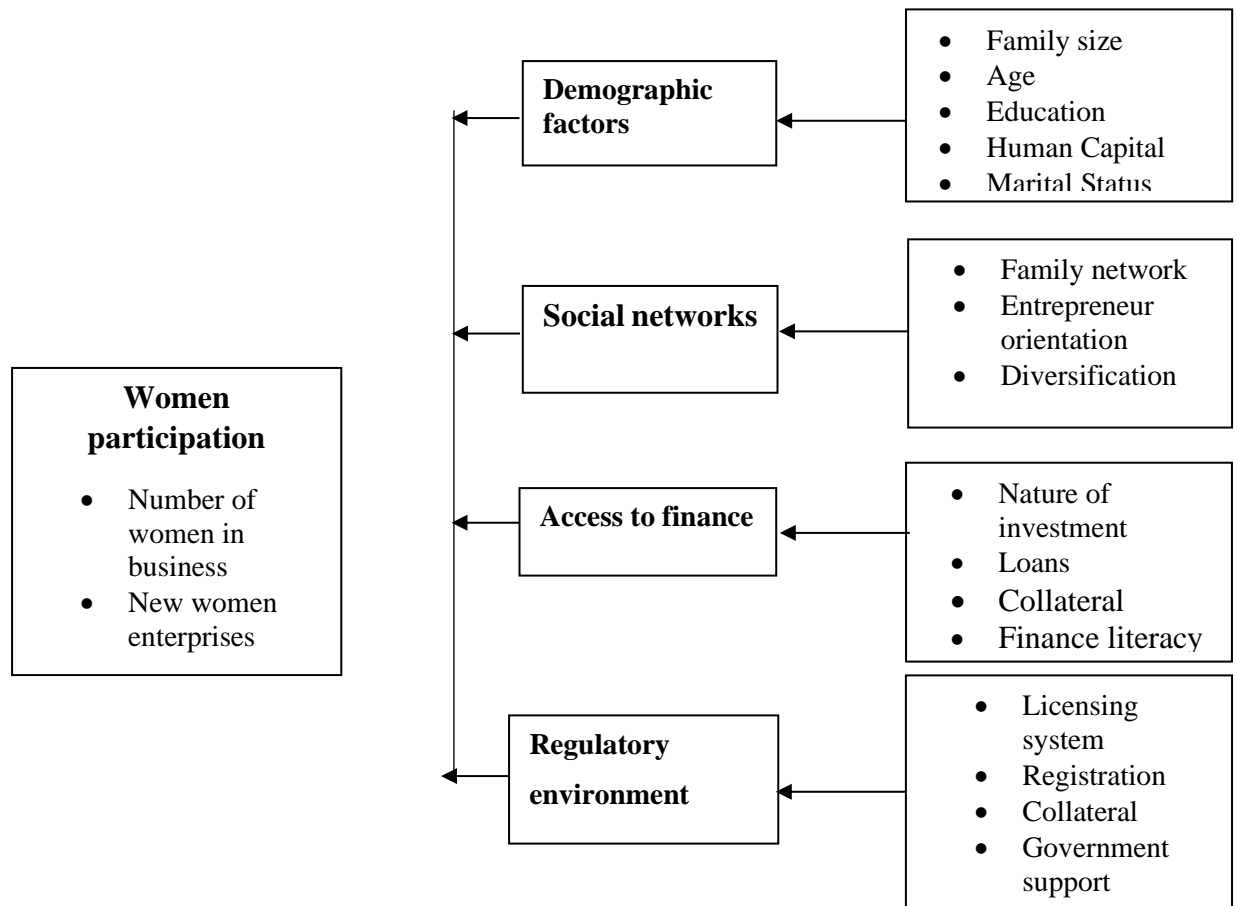 Women
participation
• Number of
women in
business
• New women
enterprises
Demographic
factors
• Family size
• Age
• Education
• Human Capital
• Marital Status
Social networks
• Family network
• Entrepreneur
orientation
• Diversification
Access to finance
• Nature of
investment
• Loans
• Collateral
• Finance literacy
Regulatory
environment
• Licensing
system
• Registration
• Collateral
• Government
support